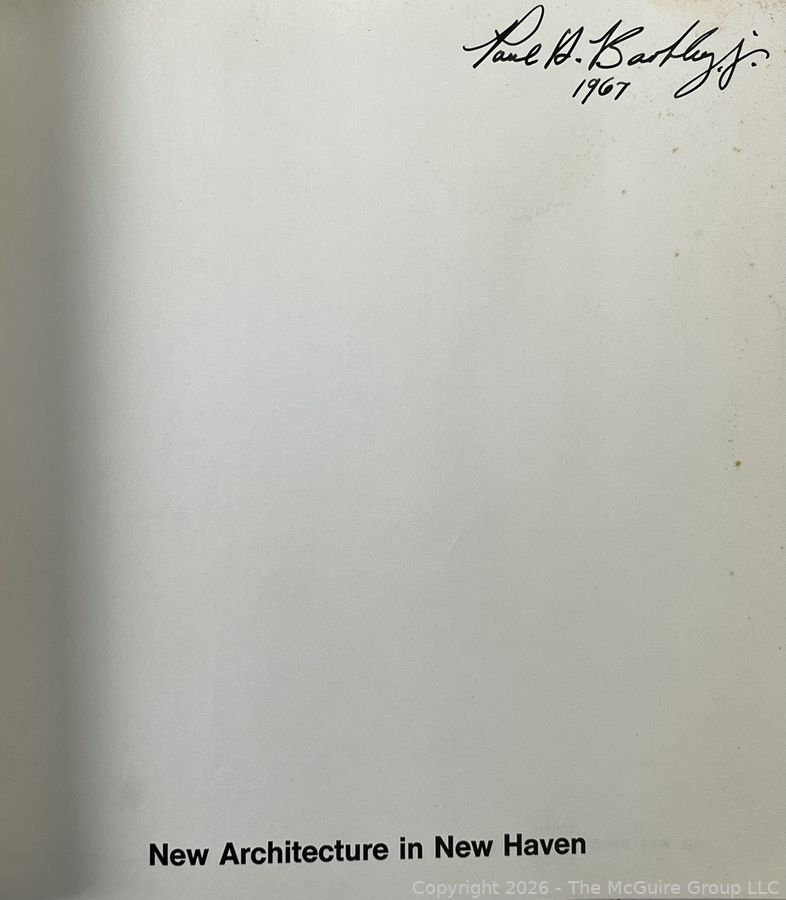 Paul H. Bartley, jr.
1967
New Architecture in New Haven
Copyright 2026 - The McGuire Group LLC